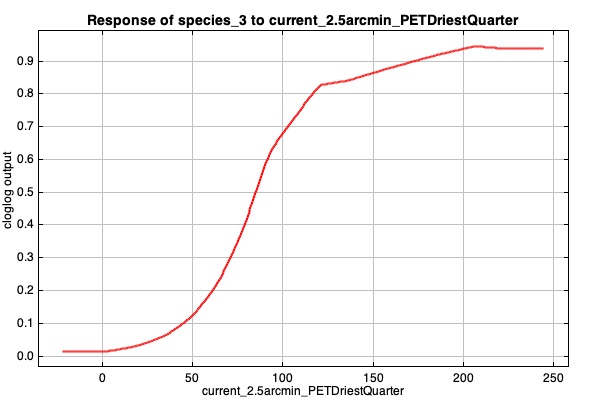 Response of species_3 to current_2.5arcmin_PETDriestQuarter
cloglog output
0.9
0.8
0.7
0.6
0.5
0.4
0.3
0.2
0.1
0.0
0 50 100 150 200 250
current_2.5arcmin_PETDriestQuarter